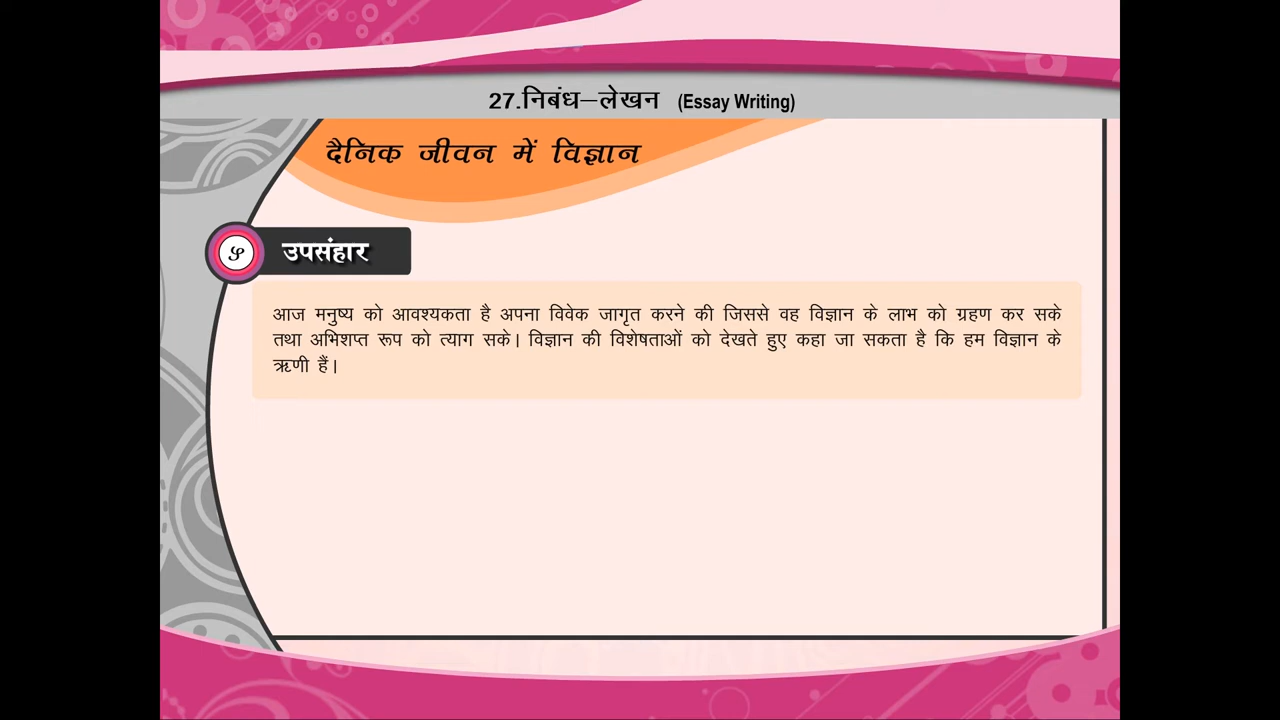 27.निबंध–लेखन (Essay Writing)
दैनिक जीवन में विज्ञान
५ उपसंहार
आज मनुष्य को आवश्यकता है अपना विवेक जागृत करने की जिससे वह विज्ञान के लाभ को ग्रहण कर सके
तथा अभिशप्त रूप को त्याग सके। विज्ञान की विशेषताओं को देखते हुए कहा जा सकता है कि हम विज्ञान के
ऋणी हैं।